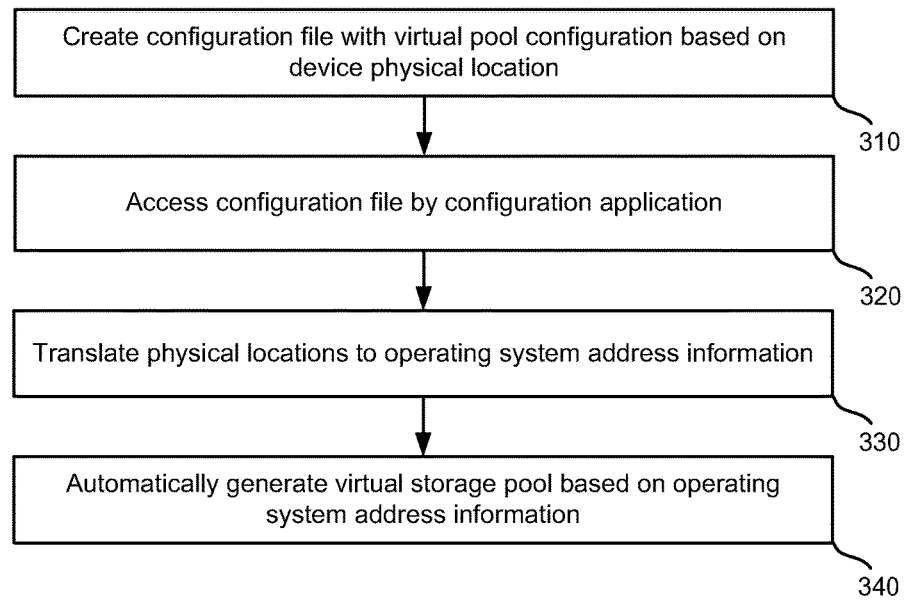 Create configuration file with virtual pool configuration based on
device physical location
310
Access configuration file by configuration application
320
Translate physical locations to operating system address information
330
Automatically generate virtual storage pool based on operating
system address information
340